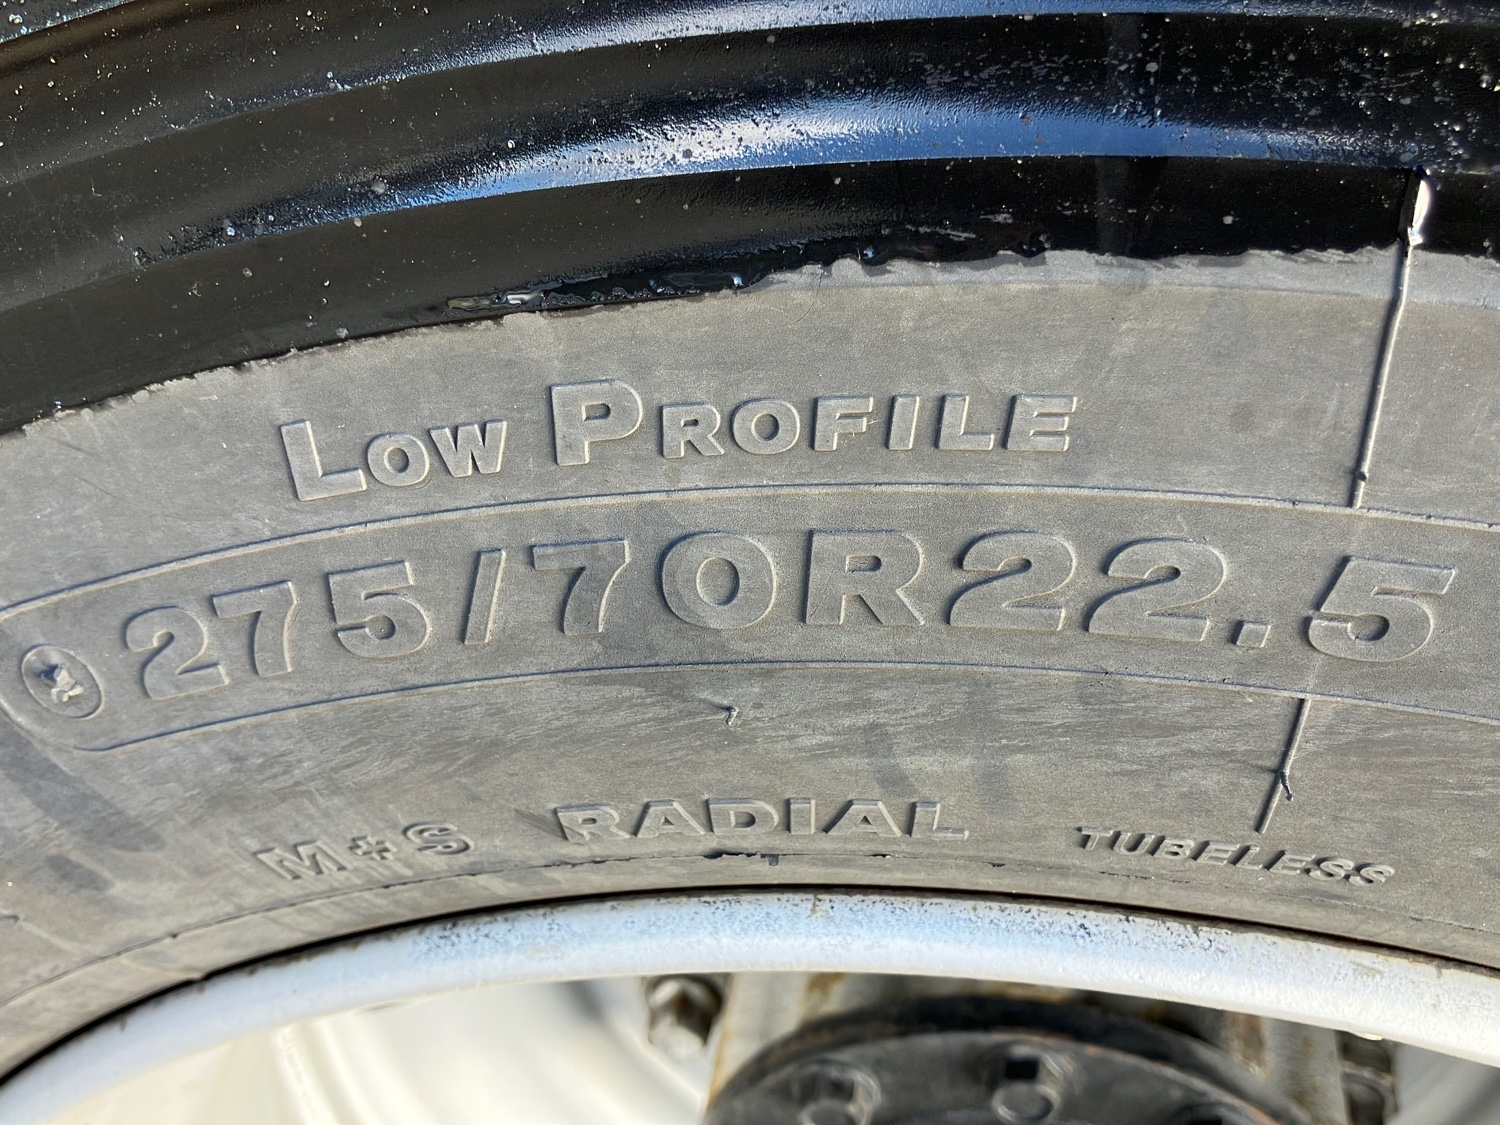 LOW PROFILE
275/70R22.5
M+S RADIAL TUBELESS